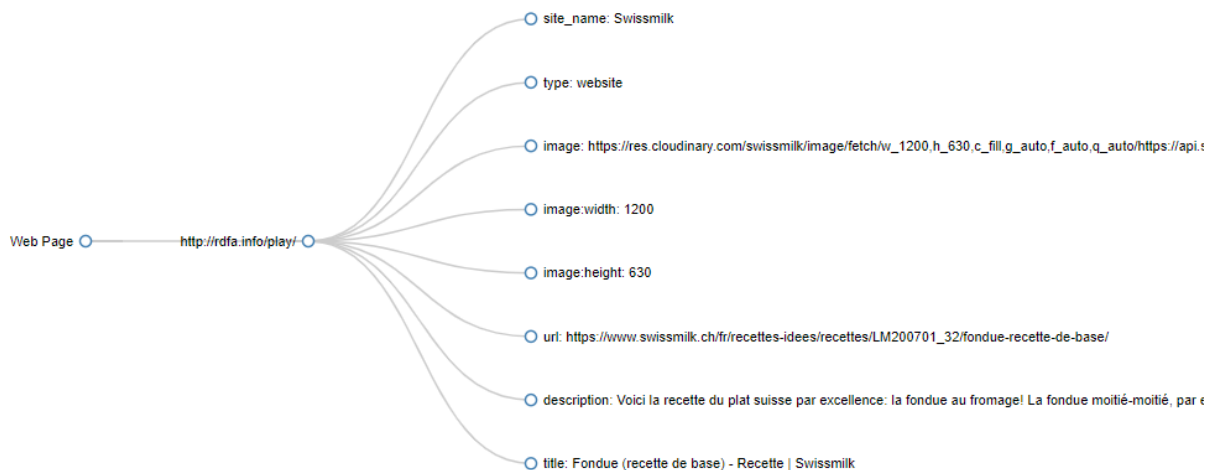 site_name: Swissmilk
type: website
image: https://res.cloudinary.com/swissmilk/image/fetch/w_1200,h_630,c_fill,g_auto,f_auto,q_auto/https://api.s
image:width: 1200
Web Page
http://rdfa.info/play/
image:height: 630
url: https://www.swissmilk.ch/fr/recettes-idees/recettes/LM200701_32/fondue-recette-de-base/
description: Voici la recette du plat suisse par excellence: la fondue au fromage! La fondue moitié-moitié, par e
title: Fondue (recette de base) - Recette | Swissmilk